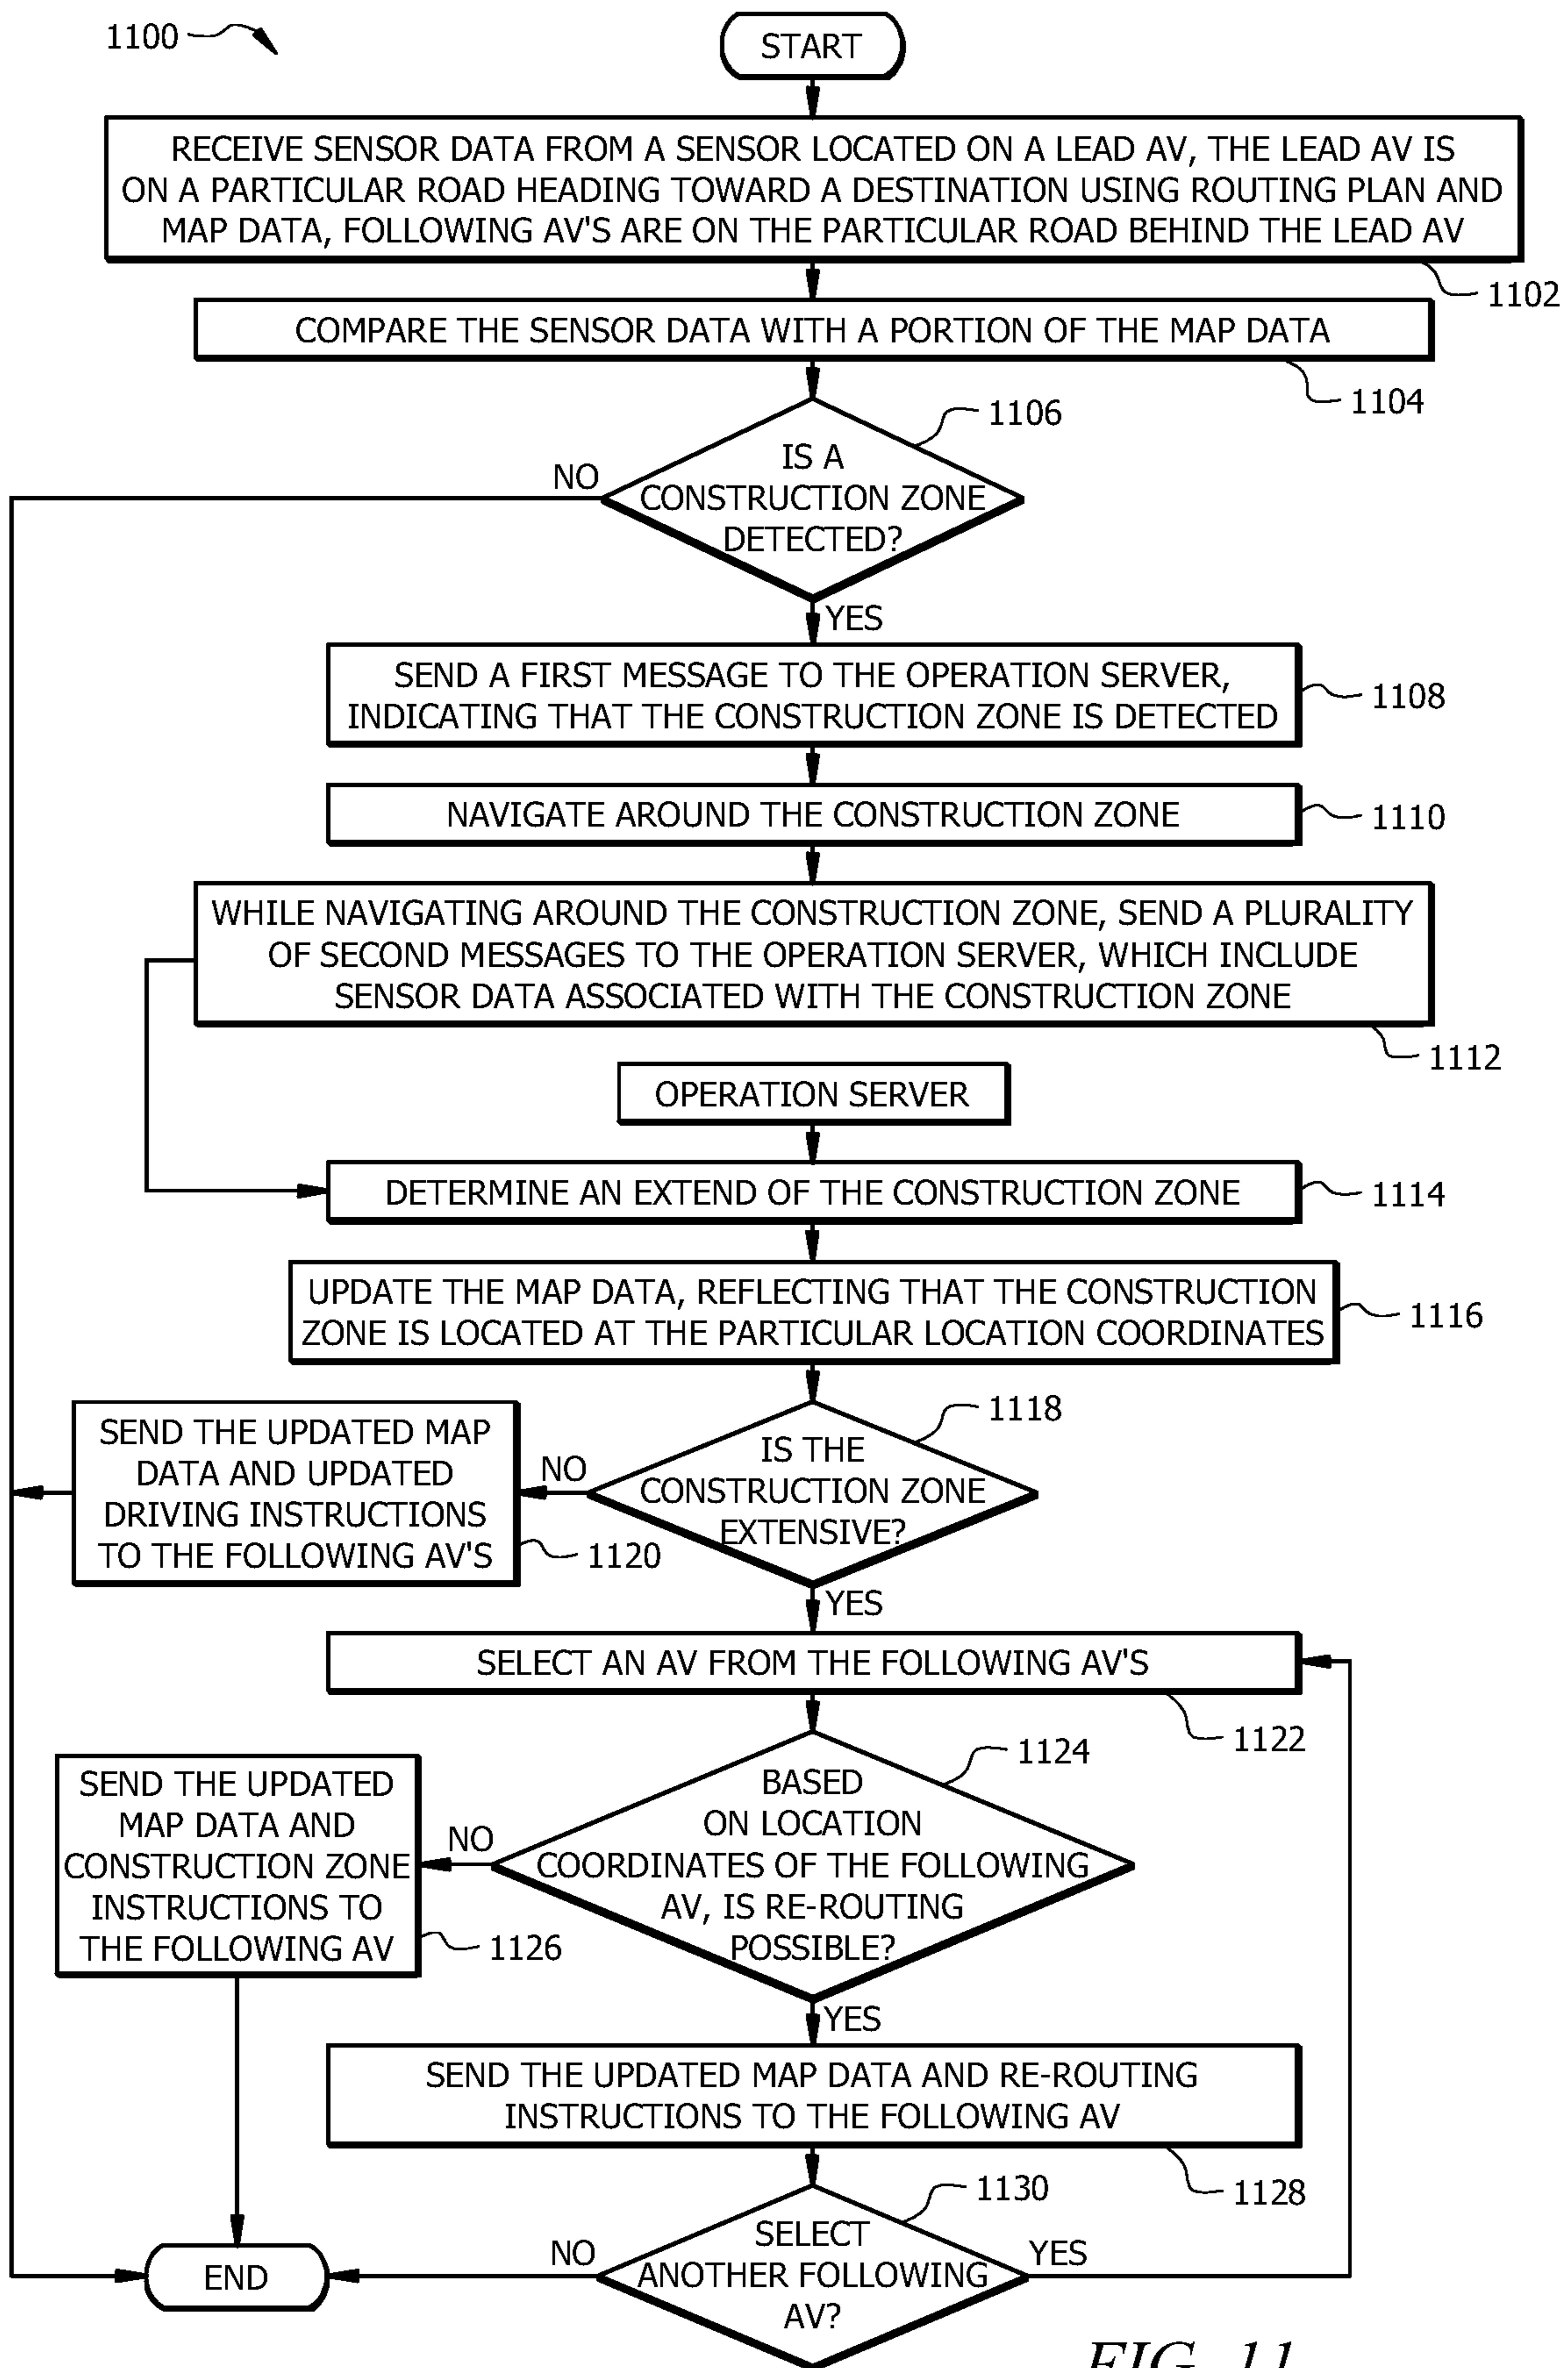 1100
START
RECEIVE SENSOR DATA FROM A SENSOR LOCATED ON A LEAD AV, THE LEAD AV IS
ON A PARTICULAR ROAD HEADING TOWARD A DESTINATION USING ROUTING PLAN AND
MAP DATA, FOLLOWING AV'S ARE ON THE PARTICULAR ROAD BEHIND THE LEAD AV
1102
COMPARE THE SENSOR DATA WITH A PORTION OF THE MAP DATA
1104
1106
IS A
CONSTRUCTION ZONE
DETECTED?
NO
YES
SEND A FIRST MESSAGE TO THE OPERATION SERVER,
INDICATING THAT THE CONSTRUCTION ZONE IS DETECTED
1108
NAVIGATE AROUND THE CONSTRUCTION ZONE
1110
WHILE NAVIGATING AROUND THE CONSTRUCTION ZONE, SEND A PLURALITY
OF SECOND MESSAGES TO THE OPERATION SERVER, WHICH INCLUDE
SENSOR DATA ASSOCIATED WITH THE CONSTRUCTION ZONE
1112
OPERATION SERVER
DETERMINE AN EXTEND OF THE CONSTRUCTION ZONE
1114
UPDATE THE MAP DATA, REFLECTING THAT THE CONSTRUCTION
ZONE IS LOCATED AT THE PARTICULAR LOCATION COORDINATES
1116
1118
IS THE
CONSTRUCTION ZONE
EXTENSIVE?
NO
SEND THE UPDATED MAP
DATA AND UPDATED
DRIVING INSTRUCTIONS
TO THE FOLLOWING AV'S
1120
YES
SELECT AN AV FROM THE FOLLOWING AV'S
1122
1124
BASED
ON LOCATION
COORDINATES OF THE FOLLOWING
AV, IS RE-ROUTING
POSSIBLE?
NO
SEND THE UPDATED
MAP DATA AND
CONSTRUCTION ZONE
INSTRUCTIONS TO
THE FOLLOWING AV
1126
YES
SEND THE UPDATED MAP DATA AND RE-ROUTING
INSTRUCTIONS TO THE FOLLOWING AV
1128
1130
SELECT
ANOTHER FOLLOWING
AV?
NO
YES
END
FIG. 11